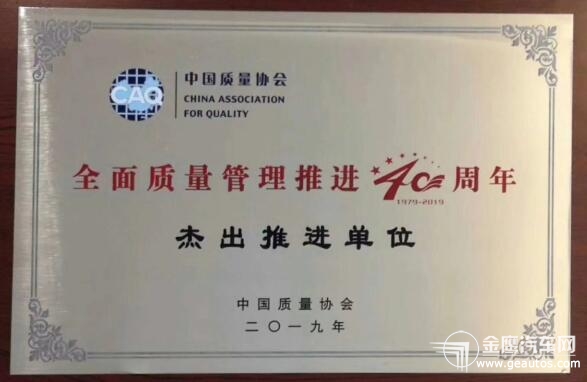 CAQ
中国质量协会
CHINA ASSOCIATION
FOR QUALITY
全面质量管理推进40周年
1979-2019
杰出推进单位
中国质量协会
二〇一九年
金鹰汽车网
www.geautos.com